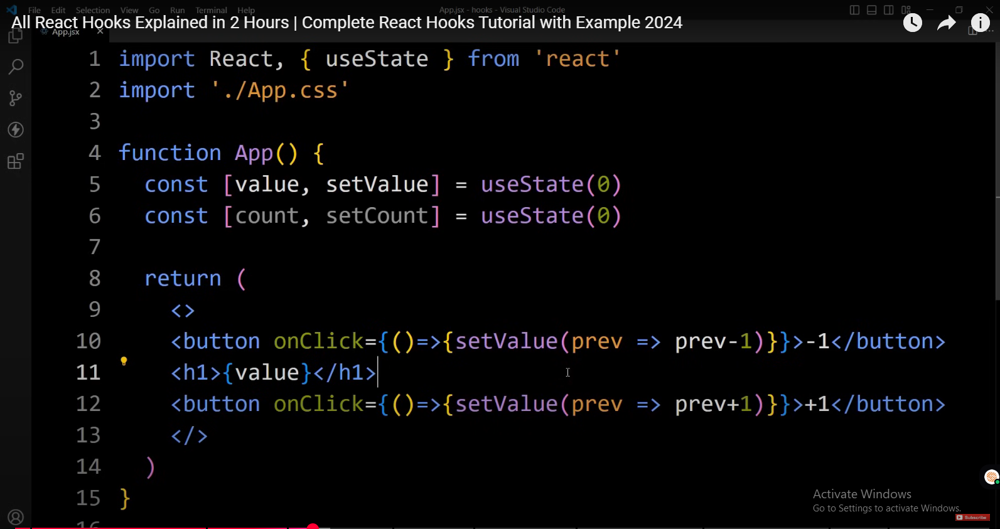 File Edit Selection View Go Run Terminal Help
App.jsx - hooks - Visual Studio Code
All React Hooks Explained in 2 Hours | Complete React Hooks Tutorial with Example 2024
App.jsx
1 import React, { useState } from 'react'
2 import './App.css'
3
4 function App() {
5 const [value, setValue] = useState(0)
6 const [count, setCount] = useState(0)
7
8 return (
9 <>
10 <button onClick={()=>{setValue(prev => prev-1)}}>-1</button>
11 <h1>{value}</h1>
12 <button onClick={()=>{setValue(prev => prev+1)}}>+1</button>
13 </>
14 )
15 }
16
Activate Windows
Go to Settings to activate Windows.
Subscribe